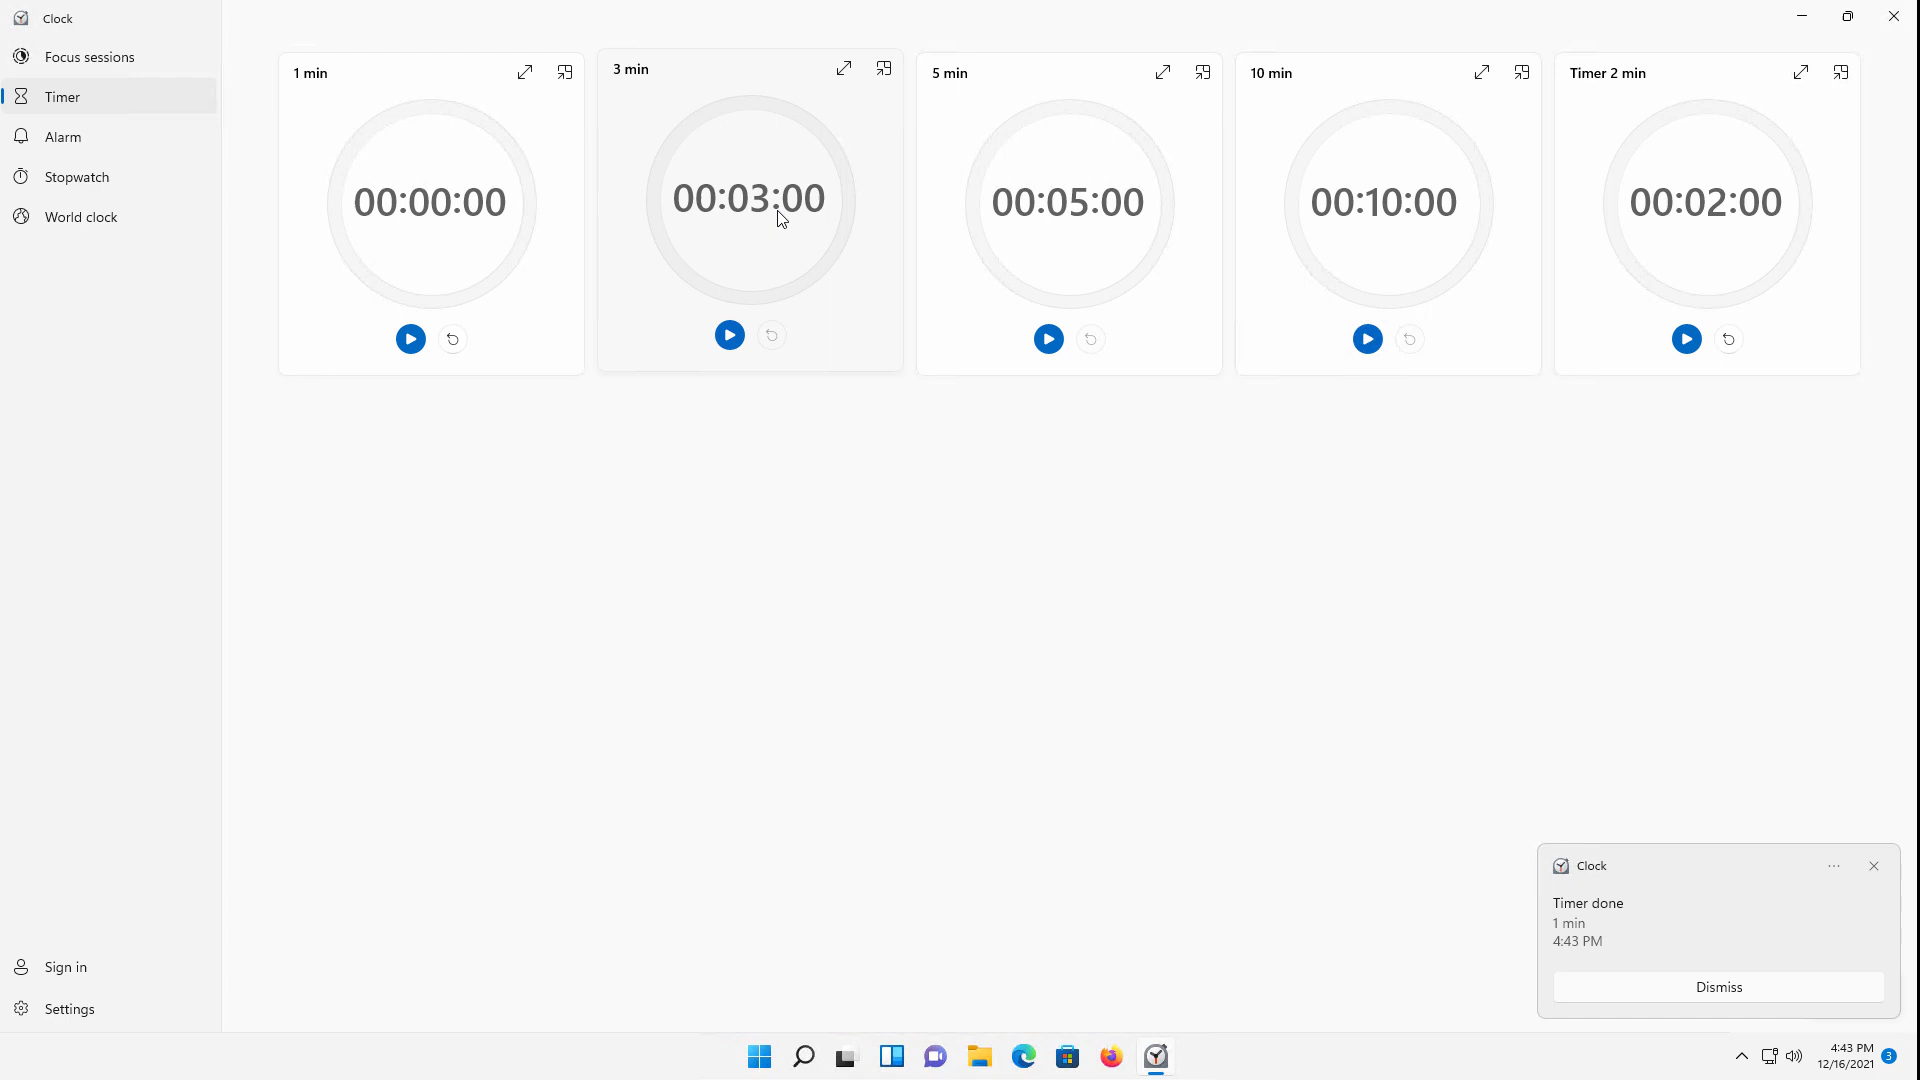 Clock
Focus sessions
Timer
Alarm
Stopwatch
World clock
1 min
00:00:00
3 min
00:03:00
5 min
00:05:00
10 min
00:10:00
Timer 2 min
00:02:00
Clock
Timer done
1 min
4:43 PM
Dismiss
Sign in
Settings
4:43 PM
12/16/2021
3